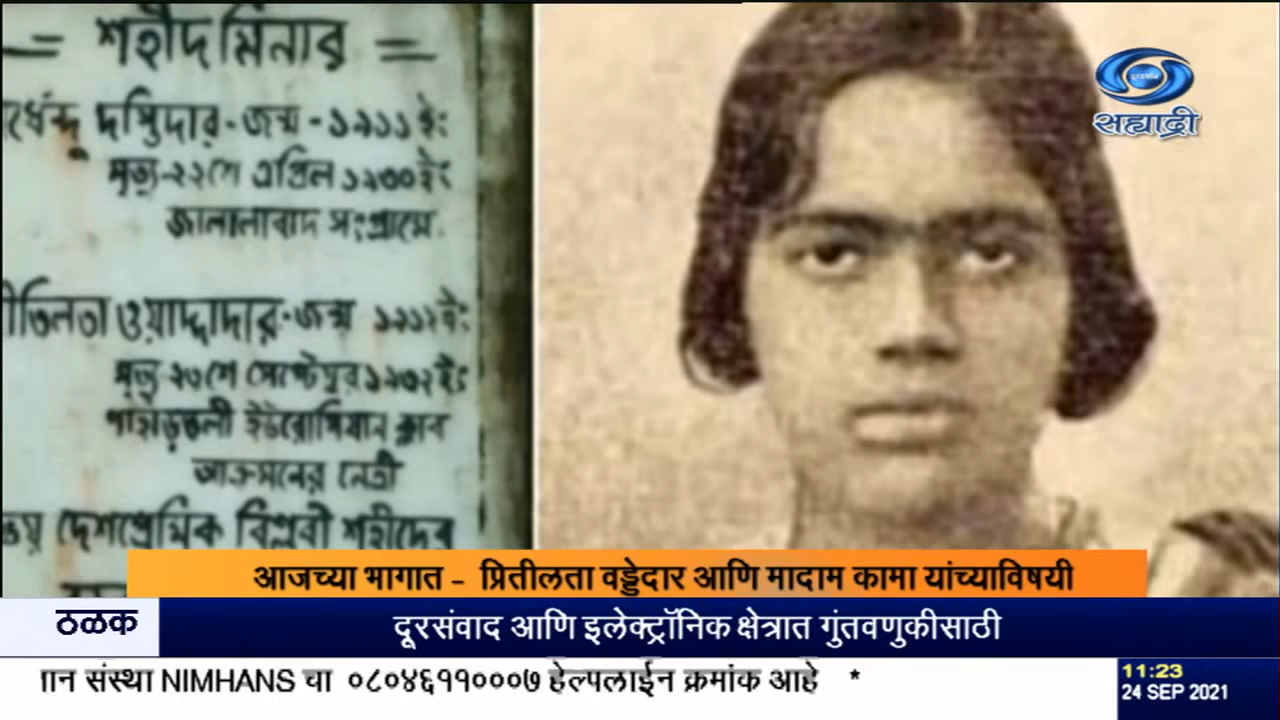 = শহীদ মিনার =
র্ধেন্দু দস্তিদার-জন্ম-১৯১১ইং
মৃত্যু-২২শে এপ্রিল ১৯৩০ইং
জালালাবাদ সংগ্রামে.
তিলতা ওয়াদ্দাদার-জন্ম ১৯১১ইং
মৃত্যু ২৩শে সেপ্টেম্বর ১৯৩২ইং
পাহাড়তলী ইউরোপিয়ান ক্লাব
আক্রমনের নেত্রী
দেশপ্রেমিক বিপ্লবী শহীদের
सह्याद्री
आजच्या भागात - प्रितीलता वड्डेदार आणि मादाम कामा यांच्याविषयी
ठळक
दूरसंवाद आणि इलेक्ट्रॉनिक क्षेत्रात गुंतवणुकीसाठी
ान संस्था NIMHANS चा ०८०४६११०००७ हेल्पलाईन क्रमांक आहे *
11:23
24 SEP 2021